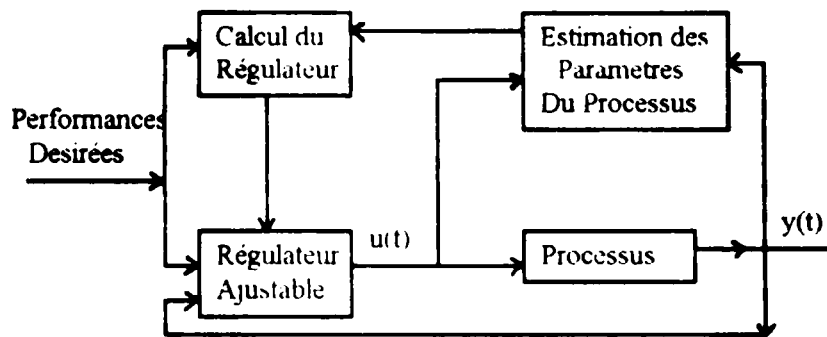 Calcul du
Régulateur
Estimation des
Parametres
Du Processus
Performances
Desirées
Régulateur
Ajustable
u(t)
Processus
y(t)